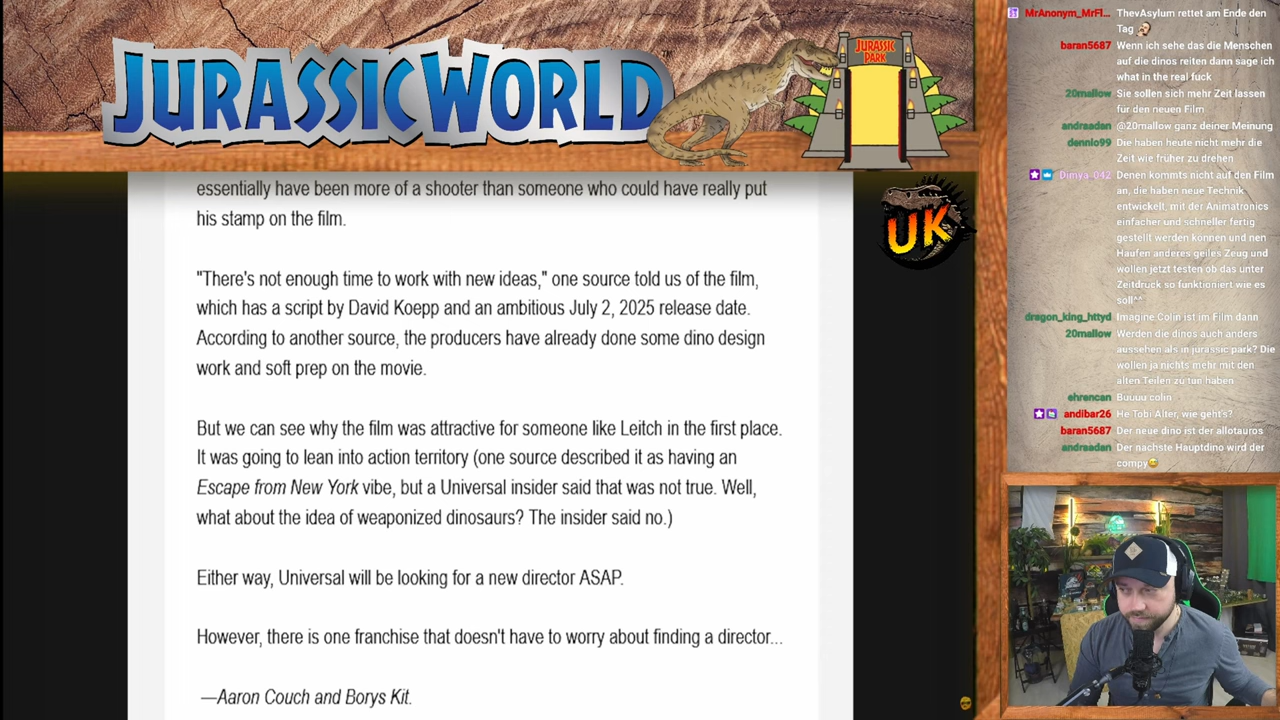 JURASSIC WORLD
JURASSIC
PARK
UK
essentially have been more of a shooter than someone who could have really put
his stamp on the film.
"There's not enough time to work with new ideas," one source told us of the film,
which has a script by David Koepp and an ambitious July 2, 2025 release date.
According to another source, the producers have already done some dino design
work and soft prep on the movie.
But we can see why the film was attractive for someone like Leitch in the first place.
It was going to lean into action territory (one source described it as having an
Escape from New York vibe, but a Universal insider said that was not true. Well,
what about the idea of weaponized dinosaurs? The insider said no.)
Either way, Universal will be looking for a new director ASAP.
However, there is one franchise that doesn't have to worry about finding a director...
—Aaron Couch and Borys Kit.
MrAnonym_MrFl... ThevAsylum rettet am Ende den
Tag
baran5687 Wenn ich sehe das die Menschen
auf die dinos reiten dann sage ich
what in the real fuck
20mallow Sie sollen sich mehr Zeit lassen
für den neuen Film
andraadan @20mallow ganz deiner Meinung
dennio99 Die haben heute nicht mehr die
Zeit wie früher zu drehen
Dimya_042 Denen kommts nicht auf den Film
an, die haben neue Technik
entwickelt, mit der Animatronics
einfacher und schneller fertig
gestellt werden können und nen
Haufen anderes geiles Zeug und
wollen jetzt testen ob das unter
Zeitdruck so funktioniert wie es
soll^^
dragon_king_httyd Imagine Colin ist im Film dann
20mallow Werden die dinos auch anders
aussehen als in jurassic park? Die
wollen ja nichts mehr mit den
alten Teilen zu tun haben
ehrencan Buuuu colin
andibar26 He Tobi Alter, wie geht's?
baran5687 Der neue dino ist der allotauros
andraadan Der nächste Hauptdino wird der
compy